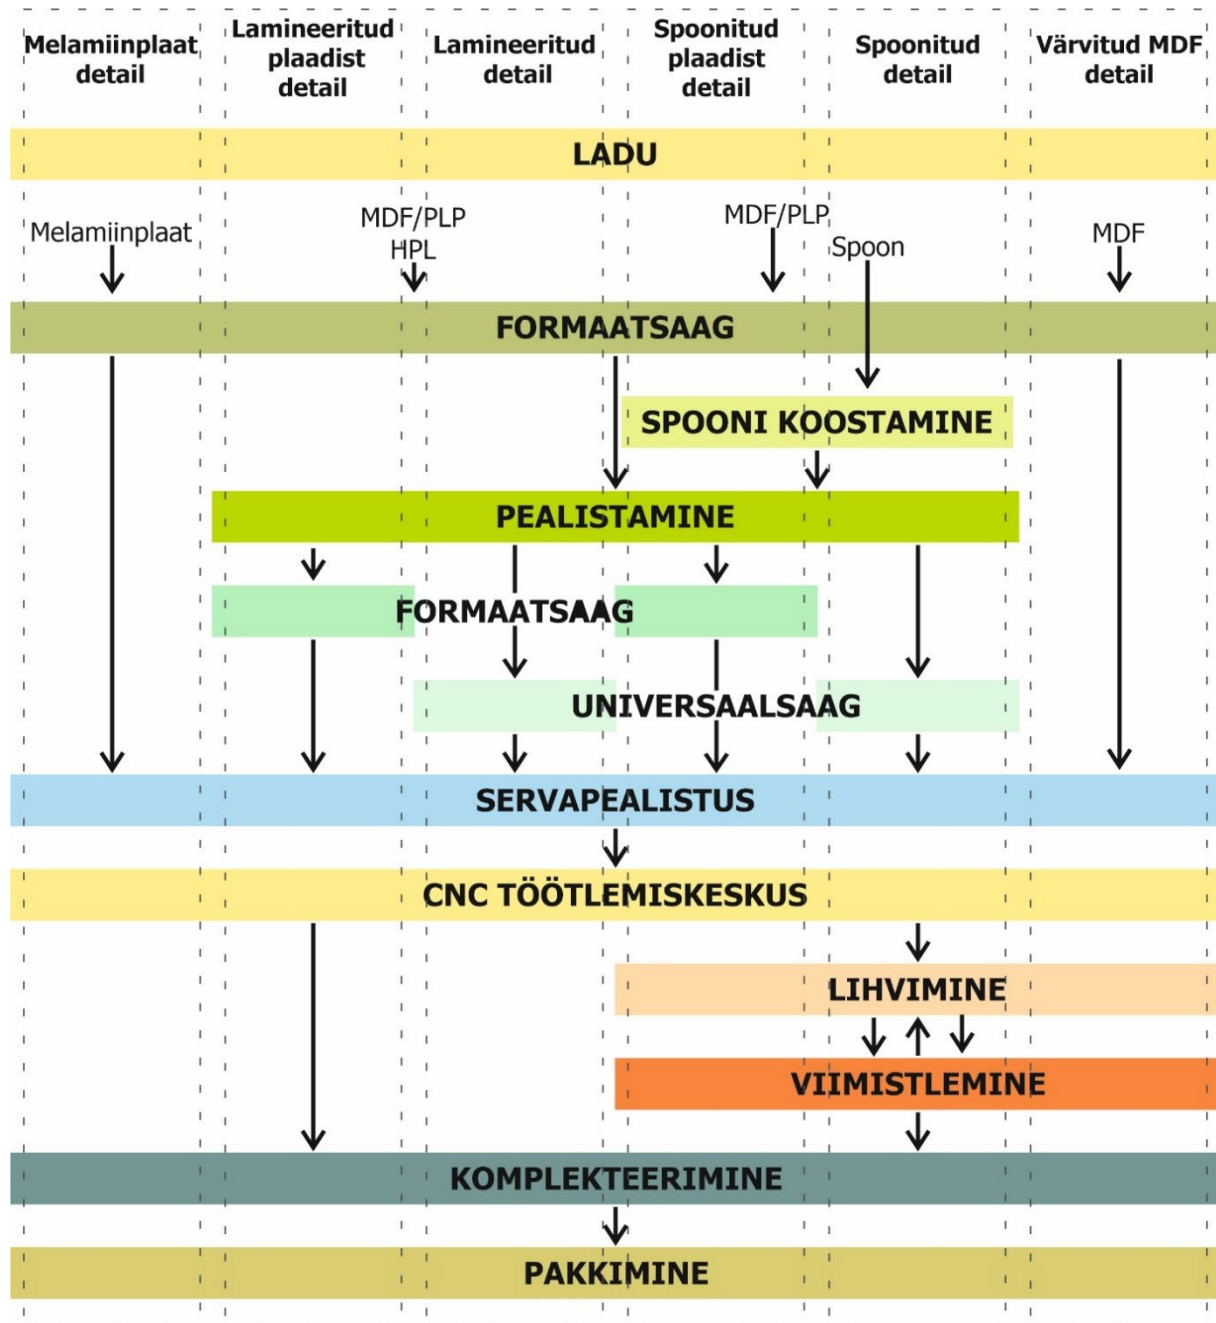 Melamiinplaat
detail
Lamineeritud
plaadist
detail
Lamineeritud
detail
Spoonitud
plaadist
detail
Spoonitud
detail
Värvitud MDF
detail
LADU
Melamiinplaat
MDF/PLP
HPL
MDF/PLP
Spoon
MDF
FORMAATSAAG
SPOONI KOOSTAMINE
PEALISTAMINE
FORMAATSAAG
UNIVERSAALSAAG
SERVAPEALISTUS
CNC TÖÖTLEMISKESKUS
LIHVIMINE
VIIMISTLEMINE
KOMPLEKTEERIMINE
PAKKIMINE